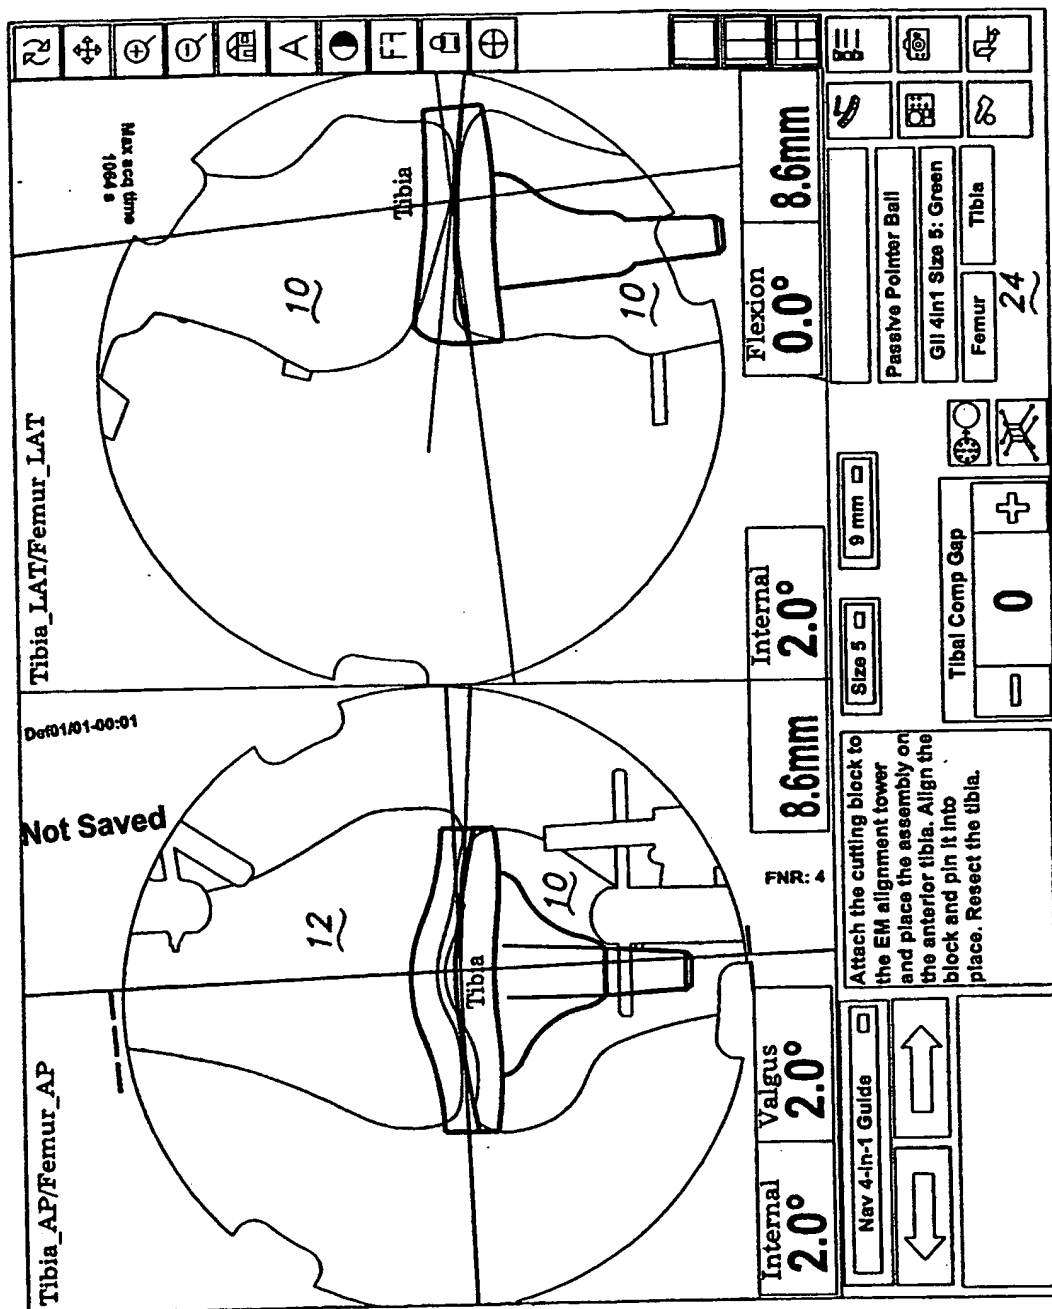 Tibia_AP/Femur_AP
Not Saved
Def01/01-00:01
12
10
Tibia
FNR: 4
Internal
2.0°
Valgus
2.0°
8.6mm
Tibia_LAT/Femur_LAT
Max acq time
1064 s
10
10
Tibia
Internal
2.0°
Flexion
0.0°
8.6mm
A
Nav 4-in-1 Guide
Attach the cutting block to
the EM alignment tower
and place the assembly on
the anterior tibia. Align the
block and pin it into
place. Resect the tibia.
Size 5
9 mm
Tibal Comp Gap
0
Passive Pointer Ball
GII 4in1 Size 5: Green
Femur
Tibia
24